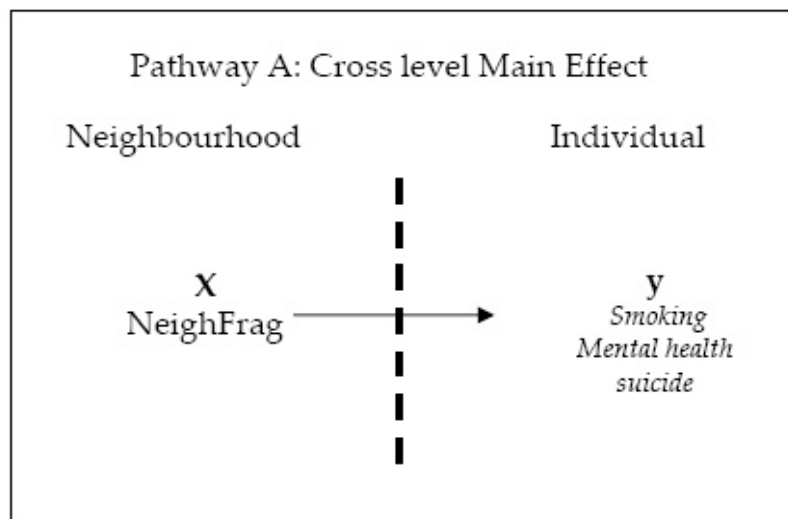 Pathway A: Cross level Main Effect
Neighbourhood Individual
X y
NeighFrag Smoking
Mental health
suicide